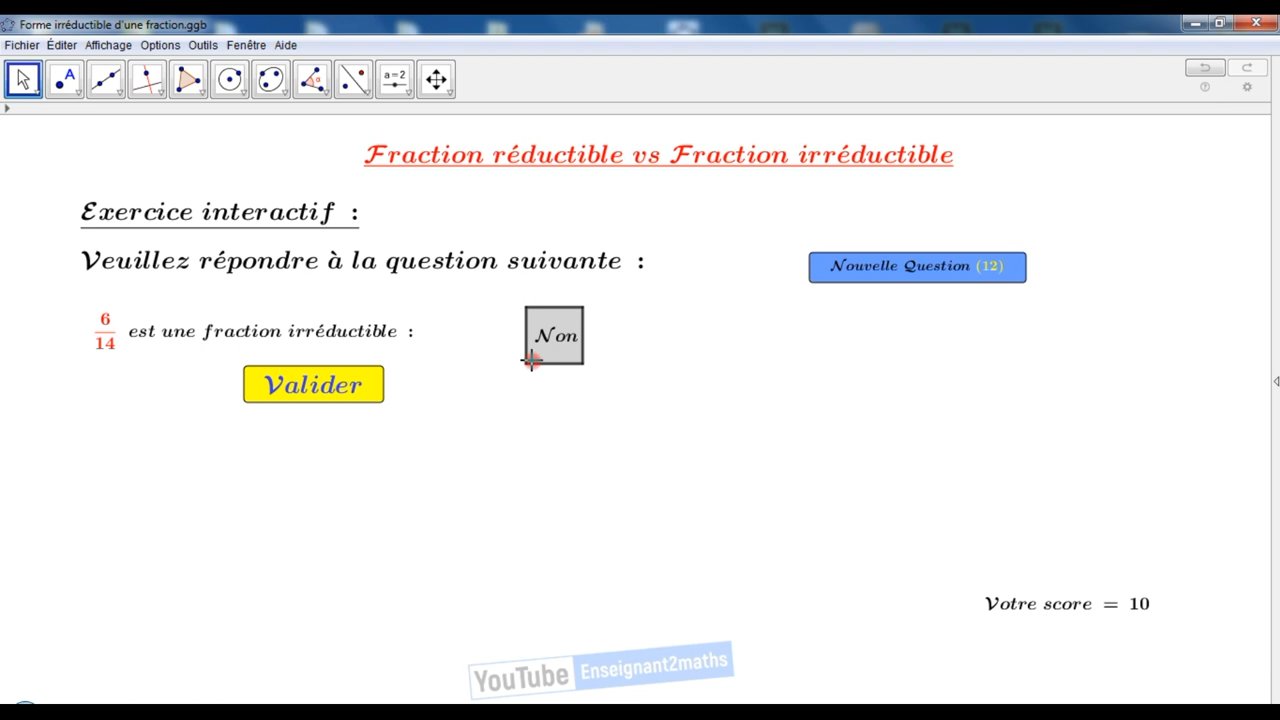 Forme irréductible d'une fraction.ggb
Fichier Éditer Affichage Options Outils Fenêtre Aide
A
α
a=2
Fraction réductible vs Fraction irréductible
Exercice interactif :
Veuillez répondre à la question suivante :
Nouvelle Question (12)
6
14
est une fraction irréductible :
Non
Valider
Votre score = 10
YouTube Enseignant2maths